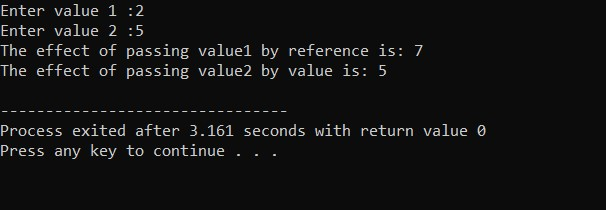 Enter value 1 :2
Enter value 2 :5
The effect of passing value1 by reference is: 7
The effect of passing value2 by value is: 5
--------------------------------
Process exited after 3.161 seconds with return value 0
Press any key to continue . . .